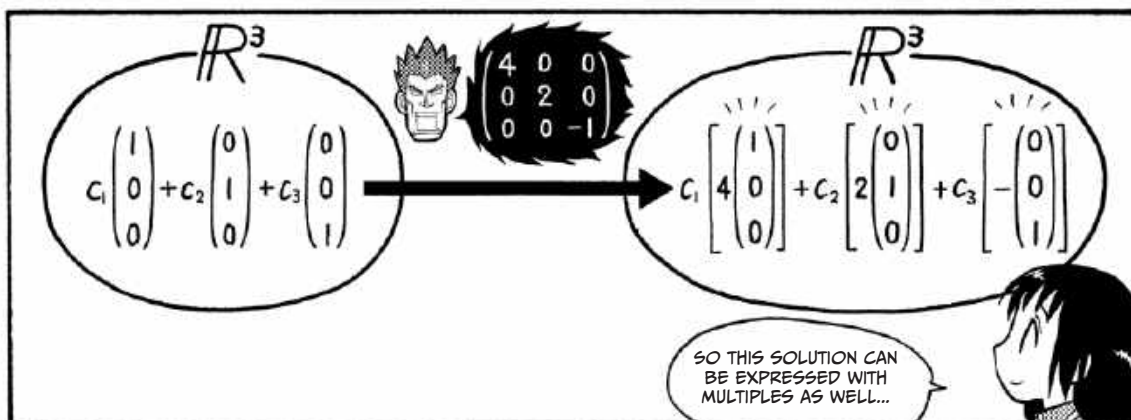 ℝ³
c₁ (1 0 0) + c₂ (0 1 0) + c₃ (0 0 1)
4 0 0
0 2 0
0 0 -1
ℝ³
c₁ [4 (1 0 0)] + c₂ [2 (0 1 0)] + c₃ [- (0 0 1)]
SO THIS SOLUTION CAN
BE EXPRESSED WITH
MULTIPLES AS WELL...